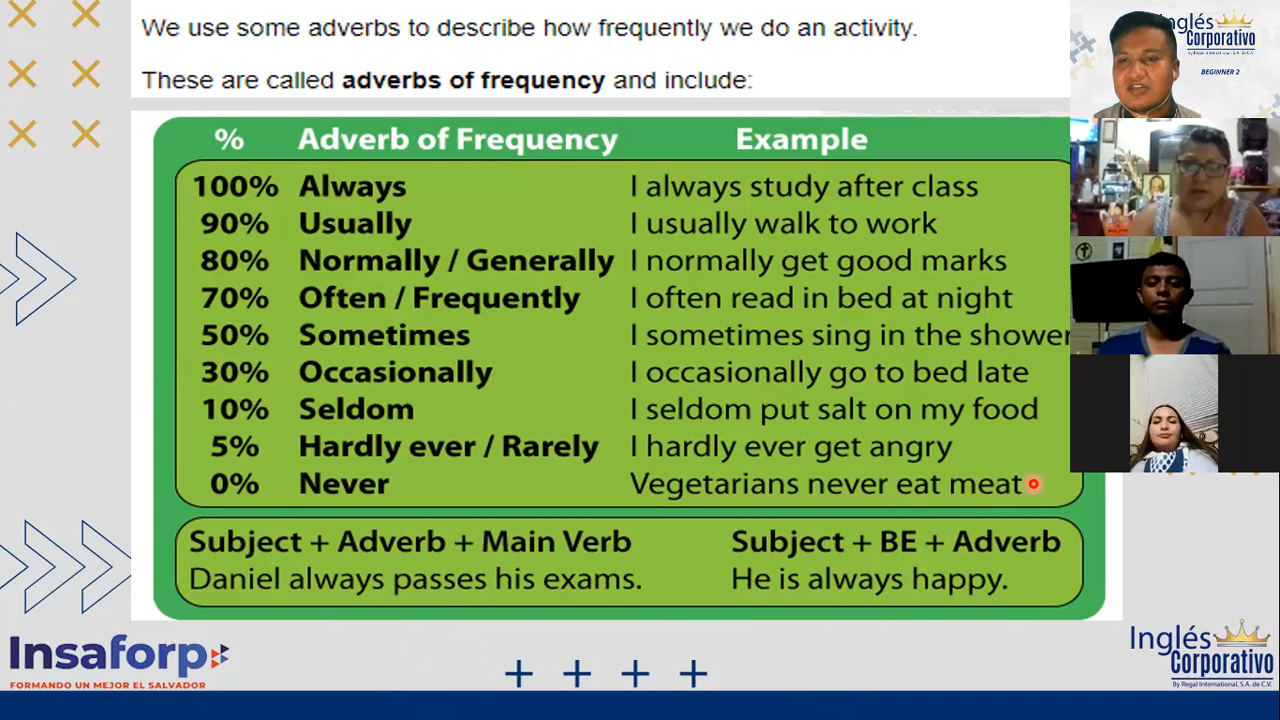 We use some adverbs to describe how frequently we do an activity.
These are called adverbs of frequency and include:
% Adverb of Frequency Example
100% Always I always study after class
90% Usually I usually walk to work
80% Normally / Generally I normally get good marks
70% Often / Frequently I often read in bed at night
50% Sometimes I sometimes sing in the shower
30% Occasionally I occasionally go to bed late
10% Seldom I seldom put salt on my food
5% Hardly ever / Rarely I hardly ever get angry
0% Never Vegetarians never eat meat
Subject + Adverb + Main Verb Subject + BE + Adverb
Daniel always passes his exams. He is always happy.
Inglés
Corporativo
By Regal International, S.A. de C.V.
BEGINNER 2
Insaforp
FORMANDO UN MEJOR EL SALVADOR
Inglés
Corporativo
By Regal International, S.A. de C.V.